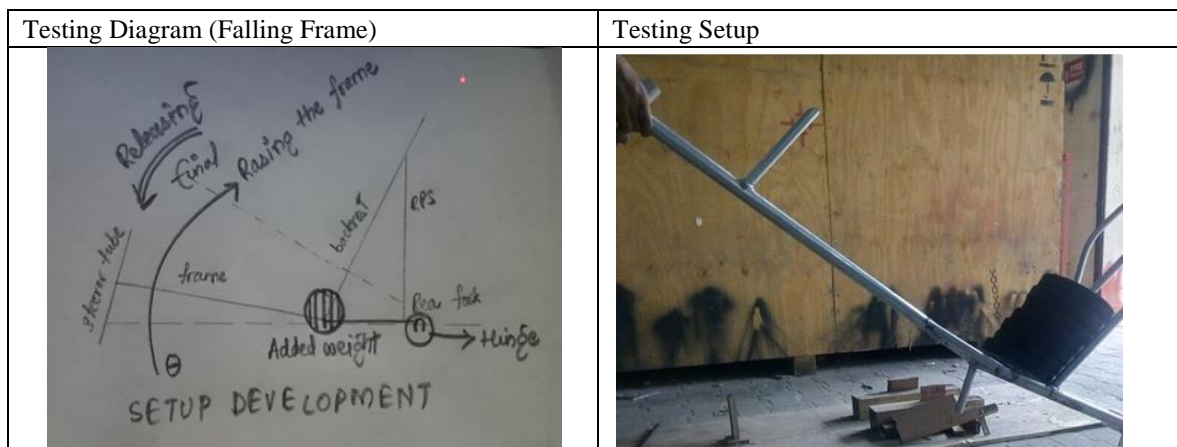 Testing Diagram (Falling Frame)
Testing Setup
Releasing
final
Rasing the frame
backrest
RPS
steerer tube
frame
Rear fock
Added weight
Hinge
θ
SETUP DEVELOPMENT